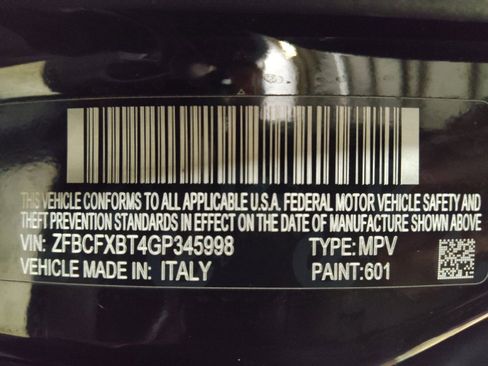 THIS VEHICLE CONFORMS TO ALL APPLICABLE U.S.A. FEDERAL MOTOR VEHICLE SAFETY AND
THEFT PREVENTION STANDARDS IN EFFECT ON THE DATE OF MANUFACTURE SHOWN ABOVE
VIN: ZFBCFXBT4GP345998 TYPE: MPV
VEHICLE MADE IN: ITALY PAINT: 601